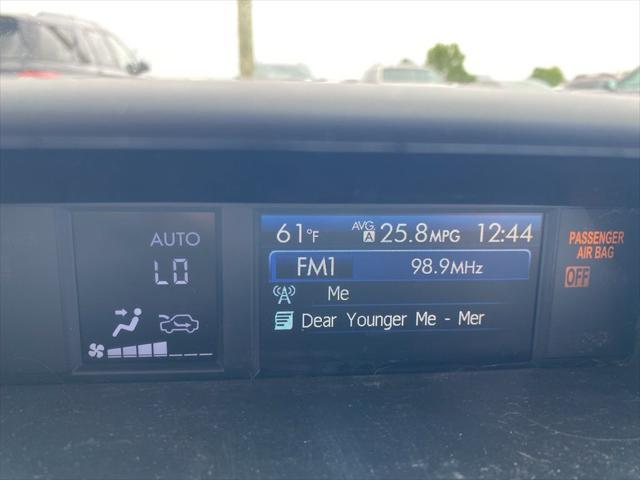 AUTO
LO
61°F AVG. A 25.8MPG 12:44
FM1 98.9MHz
Me
Dear Younger Me - Mer
PASSENGER
AIR BAG
OFF